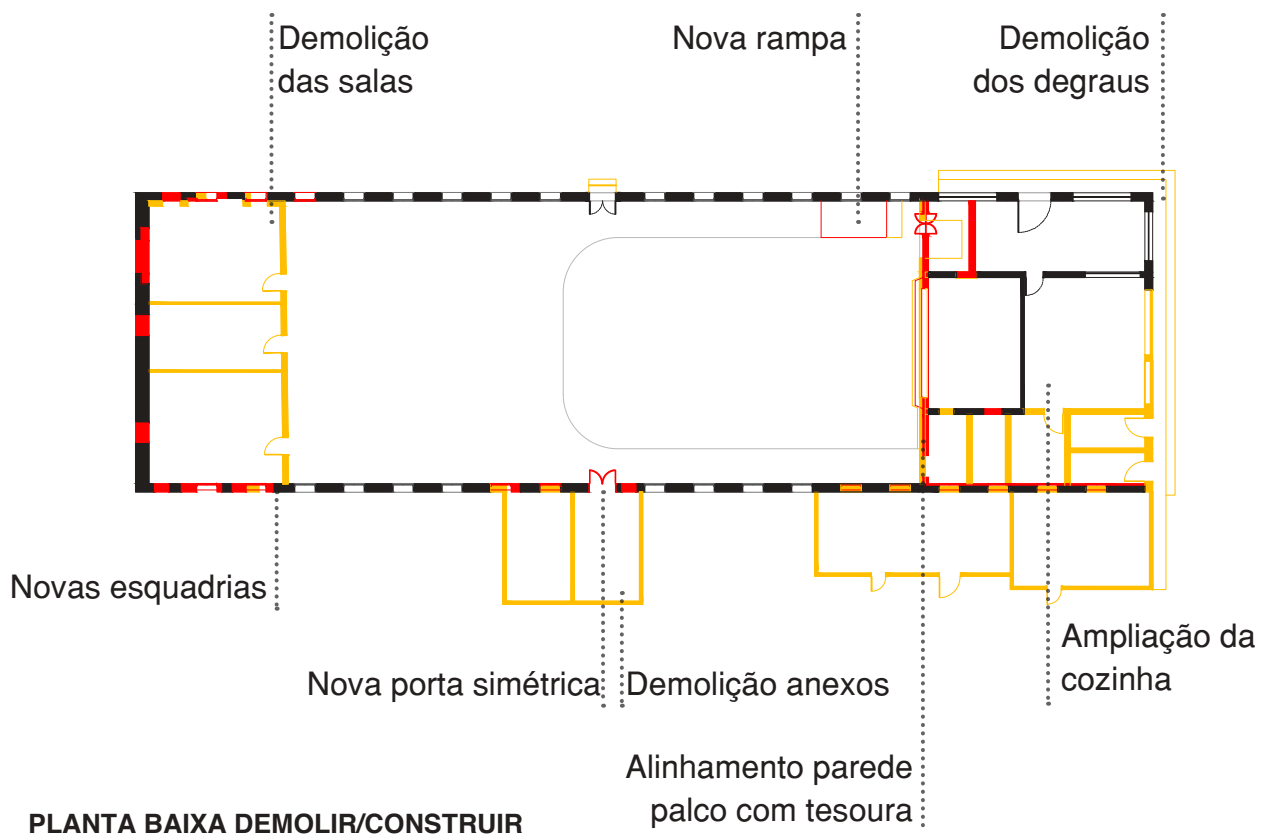 Demolição
das salas
Nova rampa
Demolição
dos degraus
Novas esquadrias
Nova porta simétrica
Demolição anexos
Ampliação da
cozinha
Alinhamento parede
palco com tesoura
PLANTA BAIXA DEMOLIR/CONSTRUIR